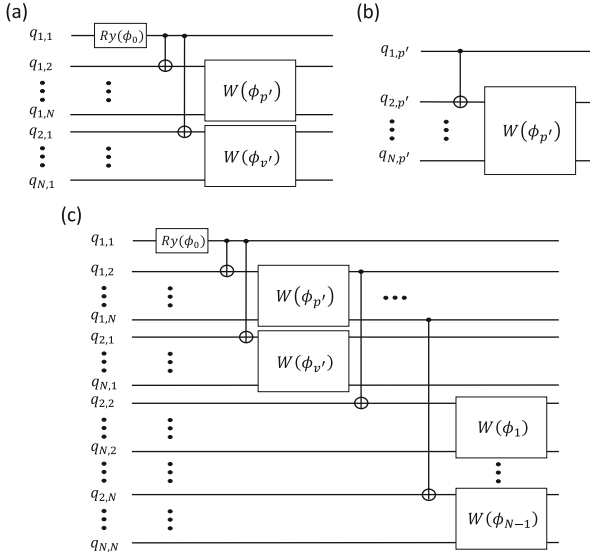 (a)
q1,1 Ry(ϕ0)
q1,2
W(ϕp′)
q1,N
q2,1
W(ϕv′)
qN,1
(b)
q1,p′
q2,p′
W(ϕp′)
qN,p′
(c)
q1,1 Ry(ϕ0)
q1,2
W(ϕp′)
q1,N
q2,1
W(ϕv′)
qN,1
q2,2
W(ϕ1)
qN,2
q2,N
W(ϕN−1)
qN,N